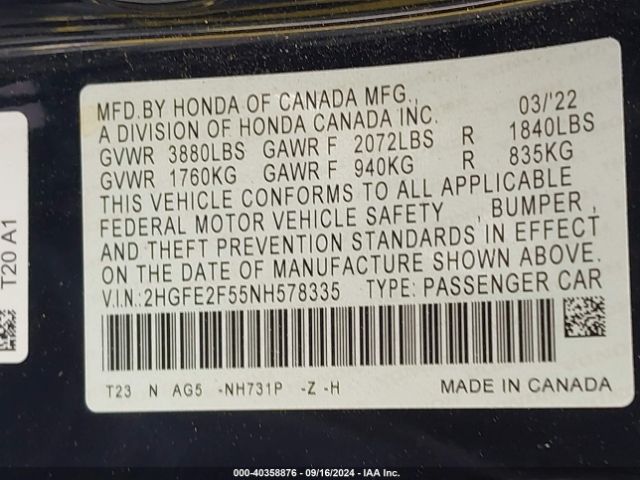 MFD.BY HONDA OF CANADA MFG., 03/'22
A DIVISION OF HONDA CANADA INC.
GVWR 3880LBS GAWR F 2072LBS R 1840LBS
GVWR 1760KG GAWR F 940KG R 835KG
THIS VEHICLE CONFORMS TO ALL APPLICABLE
FEDERAL MOTOR VEHICLE SAFETY , BUMPER ,
AND THEFT PREVENTION STANDARDS IN EFFECT
ON THE DATE OF MANUFACTURE SHOWN ABOVE.
V.I.N.:2HGFE2F55NH578335 TYPE: PASSENGER CAR
T23 N AG5 -NH731P -Z -H MADE IN CANADA
T20 A1
000-40358876 - 09/16/2024 - IAA Inc.